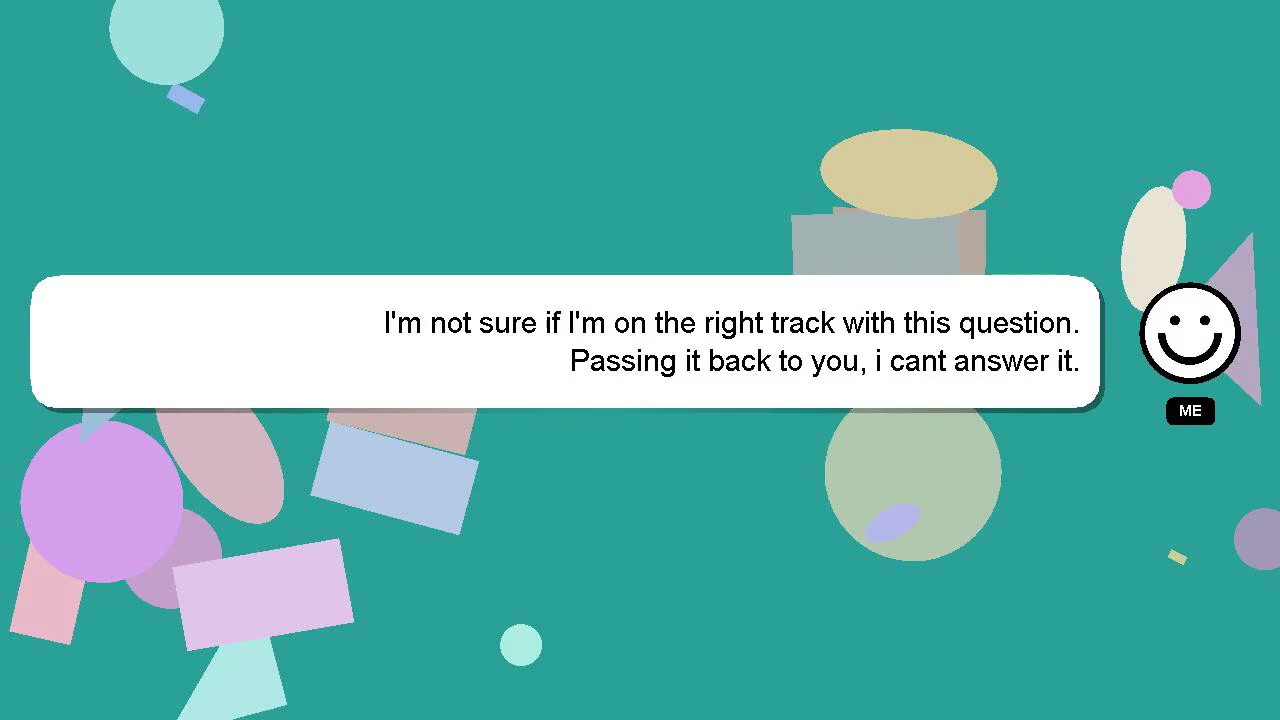 I'm not sure if I'm on the right track with this question.
Passing it back to you, i cant answer it.
ME